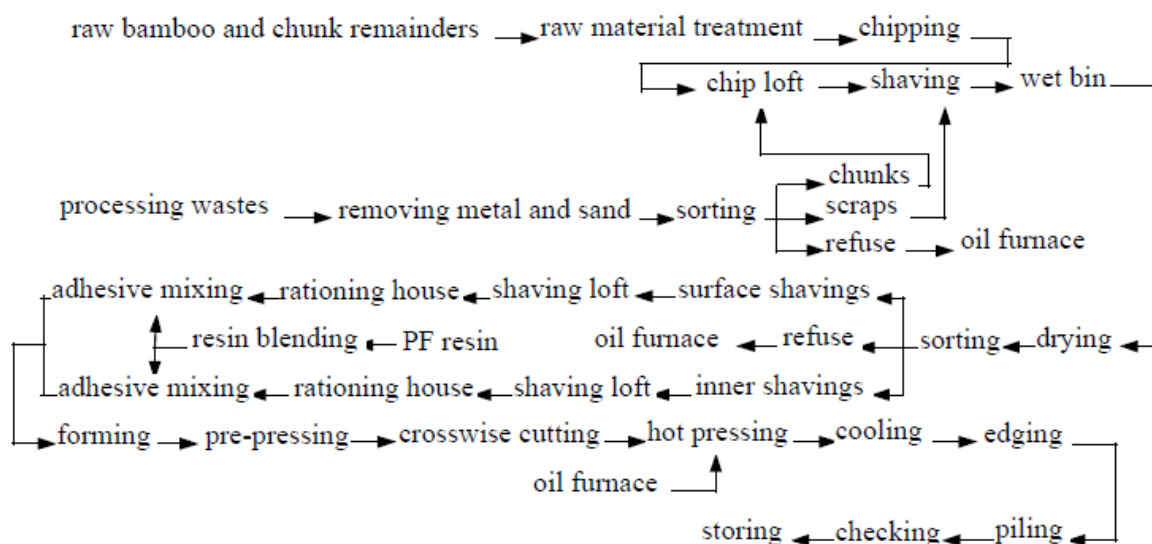 raw bamboo and chunk remainders raw material treatment chipping
chip loft shaving wet bin
chunks
processing wastes removing metal and sand sorting scraps
refuse oil furnace
adhesive mixing rationing house shaving loft surface shavings
resin blending PF resin oil furnace refuse sorting drying
adhesive mixing rationing house shaving loft inner shavings
forming pre-pressing crosswise cutting hot pressing cooling edging
oil furnace
storing checking piling